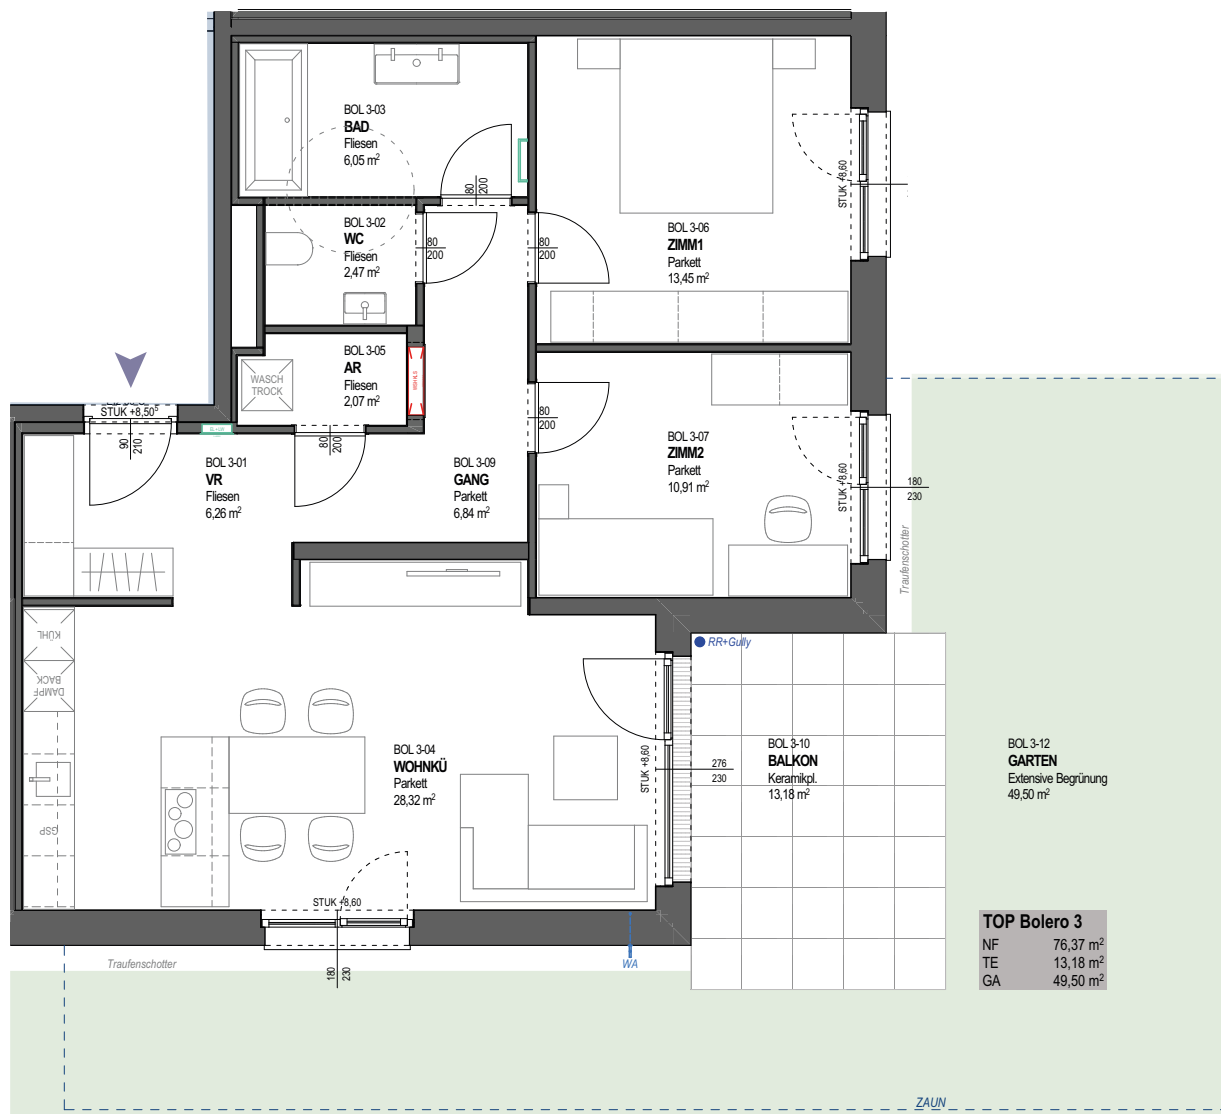 BOL 3-03
BAD
Fliesen
6,05 m²
80
200
BOL 3-02
WC
Fliesen
2,47 m²
80
200
80
200
BOL 3-06
ZIMM1
Parkett
13,45 m²
STUK +8,60
BOL 3-05
AR
Fliesen
2,07 m²
WASCH
TROCK
80
200
STUK +8,50⁵
90
210
80
200
BOL 3-01
VR
Fliesen
6,26 m²
BOL 3-09
GANG
Parkett
6,84 m²
BOL 3-07
ZIMM2
Parkett
10,91 m²
STUK +8,60
180
230
Traufenschotter
KÜHL
DAMPF
BACK
GSP
RR+Gully
BOL 3-04
WOHNKÜ
Parkett
28,32 m²
STUK +8,60
276
230
BOL 3-10
BALKON
Keramikpl.
13,18 m²
BOL 3-12
GARTEN
Extensive Begrünung
49,50 m²
STUK +8,60
180
230
Traufenschotter
WA
TOP Bolero 3
NF 76,37 m²
TE 13,18 m²
GA 49,50 m²
ZAUN